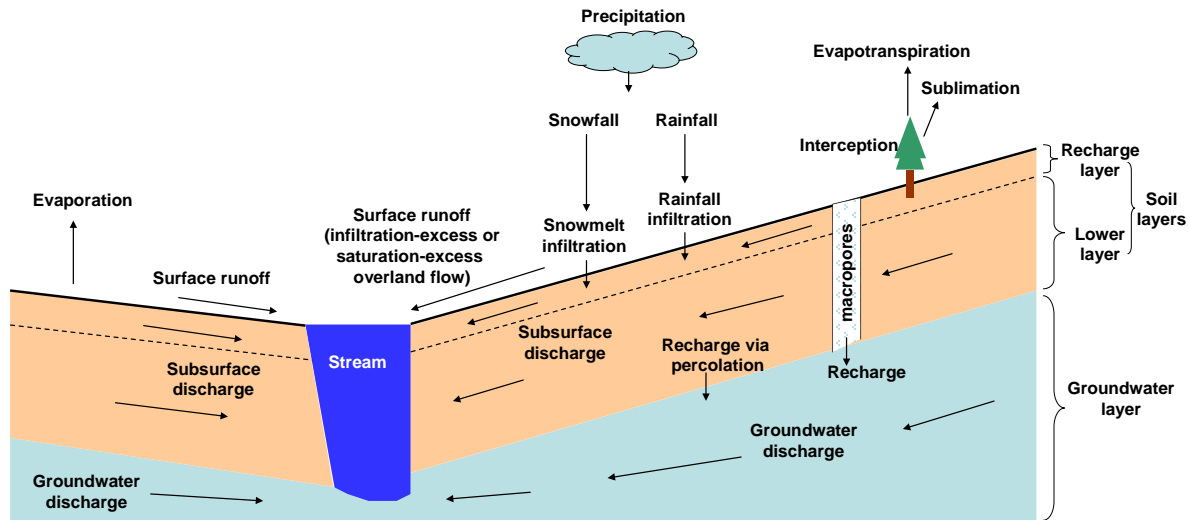 Precipitation
Evapotranspiration
Sublimation
Snowfall
Rainfall
Interception
Recharge
layer
Soil
layers
Lower
layer
Evaporation
Surface runoff
(infiltration-excess or
saturation-excess
overland flow)
Snowmelt
infiltration
Rainfall
infiltration
macropores
Surface runoff
Stream
Subsurface
discharge
Subsurface
discharge
Recharge via
percolation
Recharge
Groundwater
layer
Groundwater
discharge
Groundwater
discharge